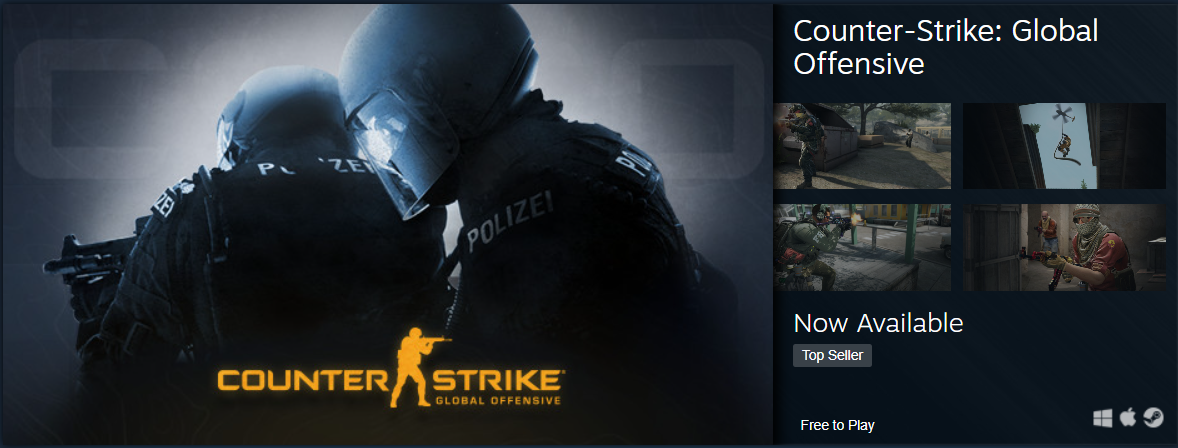 POLIZEI
POLIZEI
COUNTER STRIKE
GLOBAL OFFENSIVE
Counter-Strike: Global
Offensive
Now Available
Top Seller
Free to Play